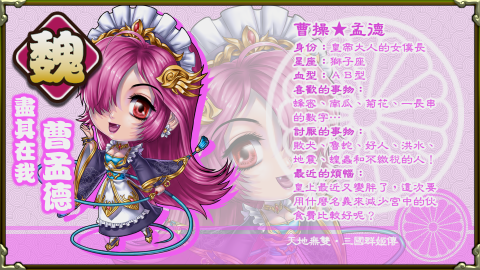 魏
盡其在我
曹孟德
曹操★孟德
身份：皇帝大人的女僕長
星座：獅子座
血型：ＡＢ型
喜歡的事物：
蜂蜜、南瓜、菊花、一長串
的數字…
討厭的事物：
敗犬、曹蛇、好人、洪水、
地震、蝗蟲和不繳稅的人！
最近的煩惱：
皇上最近又變胖了，這次要
用什麼名義來減少宮中的伙
食費比較好呢？
天地無雙‧三國群姬傳